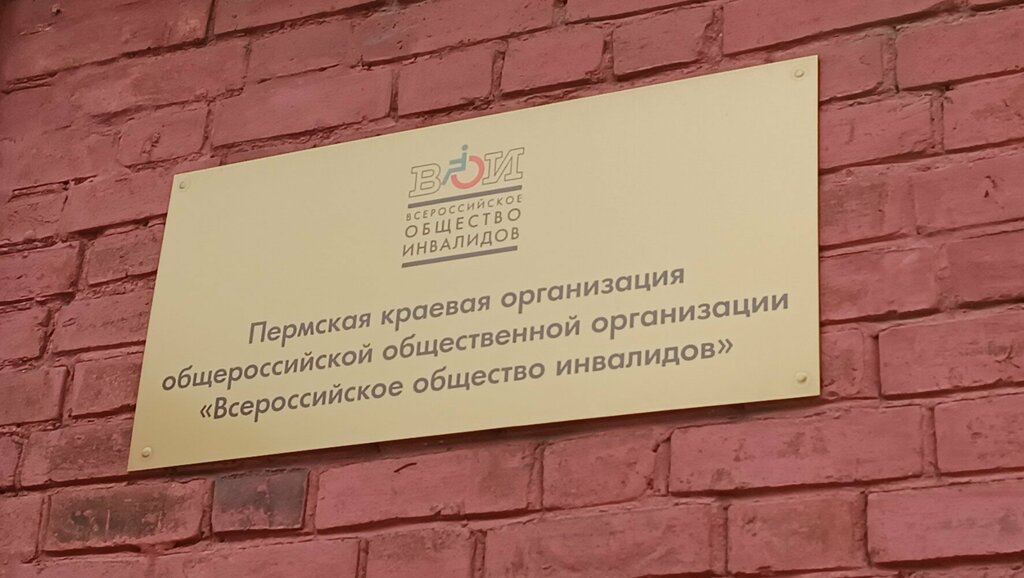 ВОИ
ВСЕРОССИЙСКОЕ
ОБЩЕСТВО
ИНВАЛИДОВ
Пермская краевая организация
общероссийской общественной организации
«Всероссийское общество инвалидов»